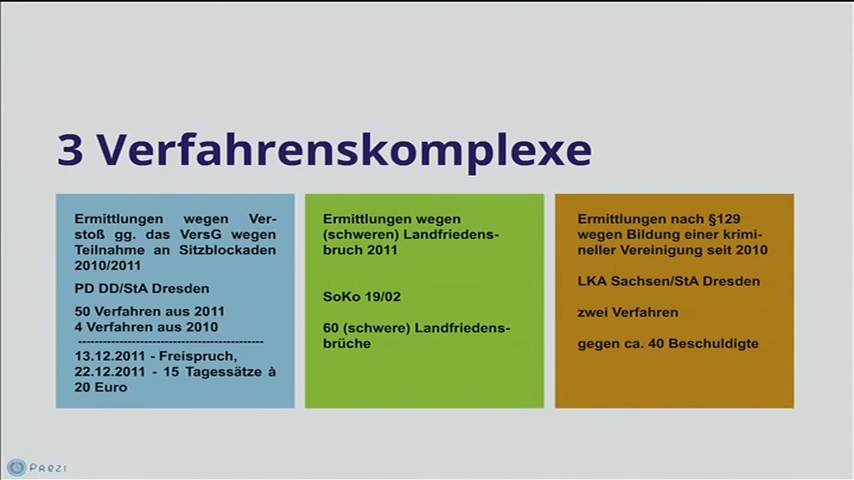 3 Verfahrenskomplexe
Ermittlungen wegen Ver-
stoß gg. das VersG wegen
Teilnahme an Sitzblockaden
2010/2011
PD DD/StA Dresden
50 Verfahren aus 2011
4 Verfahren aus 2010
---------------------------------------------
13.12.2011 - Freispruch,
22.12.2011 - 15 Tagessätze à
20 Euro
Ermittlungen wegen
(schweren) Landfriedens-
bruch 2011
SoKo 19/02
60 (schwere) Landfriedens-
brüche
Ermittlungen nach §129
wegen Bildung einer krimi-
neller Vereinigung seit 2010
LKA Sachsen/StA Dresden
zwei Verfahren
gegen ca. 40 Beschuldigte
Prezi